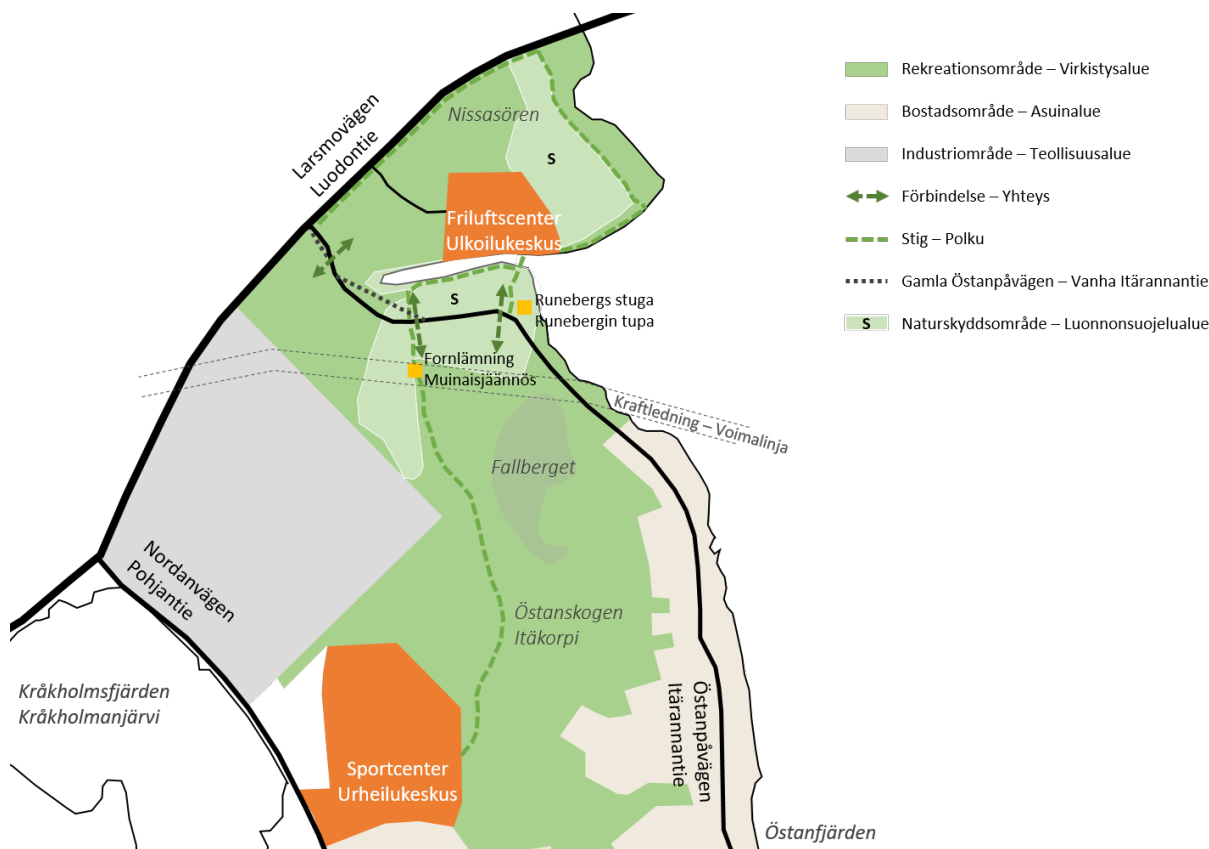 Larsmovägen
Luodontie
Nissasören
S
Friluftscenter
Ulkoilukeskus
S
Runebergs stuga
Runebergin tupa
Fornlämning
Muinaisjäännös
Kraftledning – Voimalinja
Fallberget
Nordanvägen
Pohjantie
Östanskogen
Itäkorpi
Kråkholmsfjärden
Kråkholmanjärvi
Östanpåvägen
Itärannantie
Sportcenter
Urheilukeskus
Östanfjärden
Rekreationsområde – Virkistysalue
Bostadsområde – Asuinalue
Industriområde – Teollisuusalue
Förbindelse – Yhteys
Stig – Polku
Gamla Östanpåvägen – Vanha Itärannantie
S Naturskyddsområde – Luonnonsuojelualue